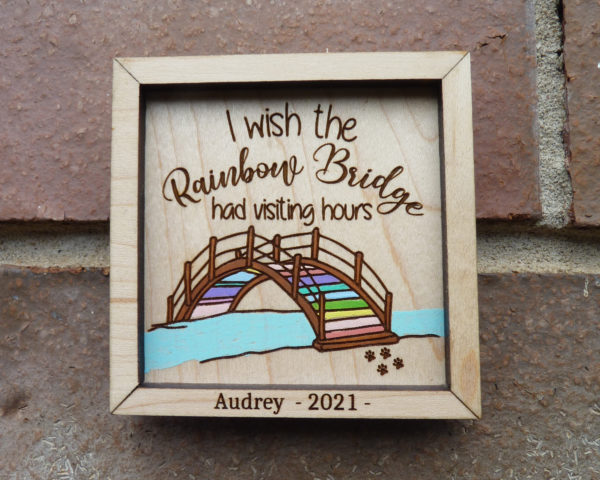 I wish the
Rainbow Bridge
had visiting hours
Audrey - 2021 -